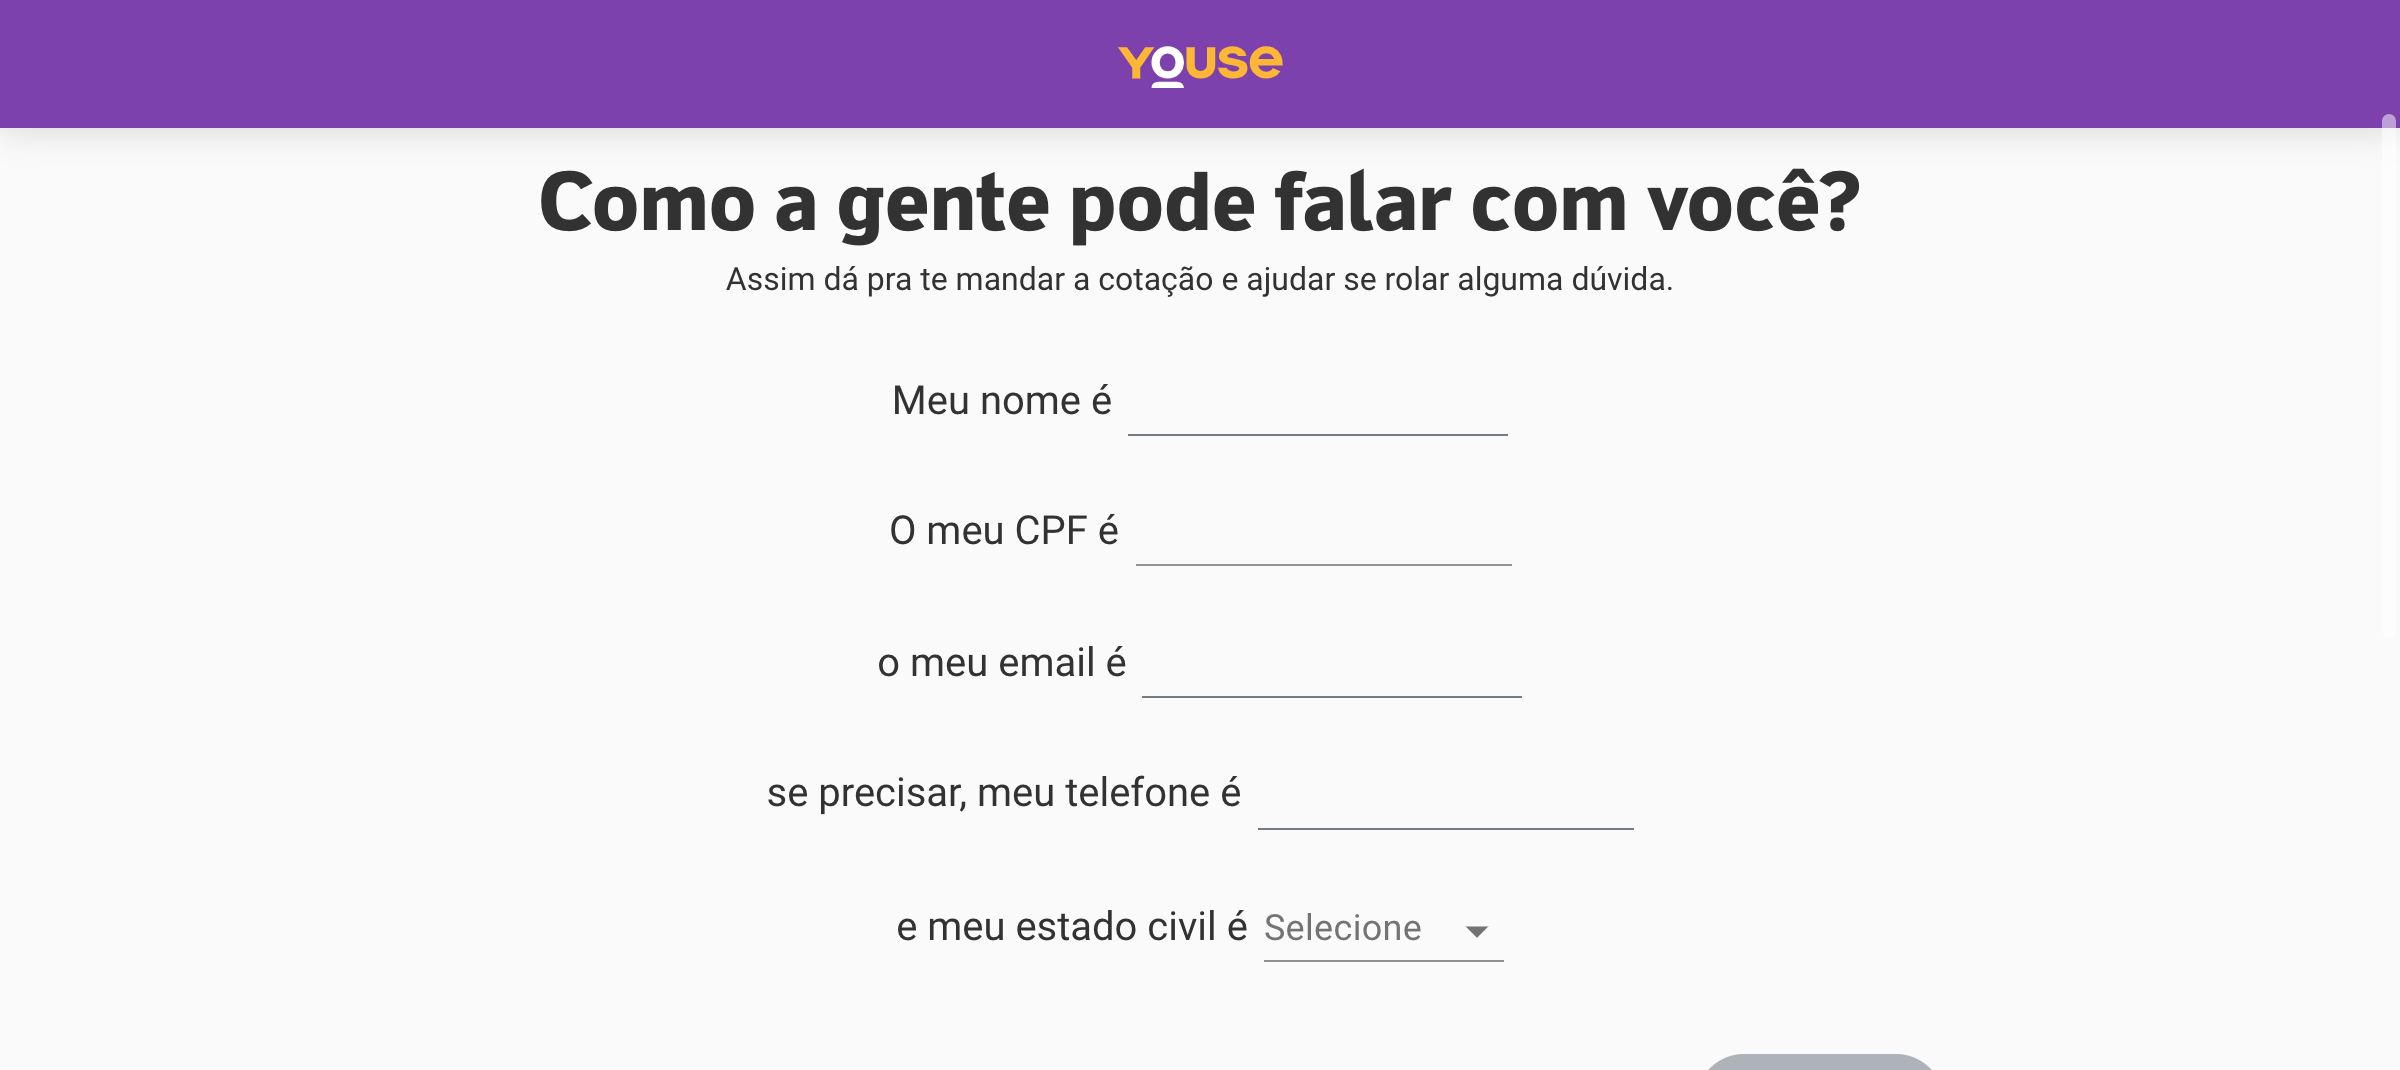 youse
Como a gente pode falar com você?
Assim dá pra te mandar a cotação e ajudar se rolar alguma dúvida.
Meu nome é
O meu CPF é
o meu email é
se precisar, meu telefone é
e meu estado civil é Selecione